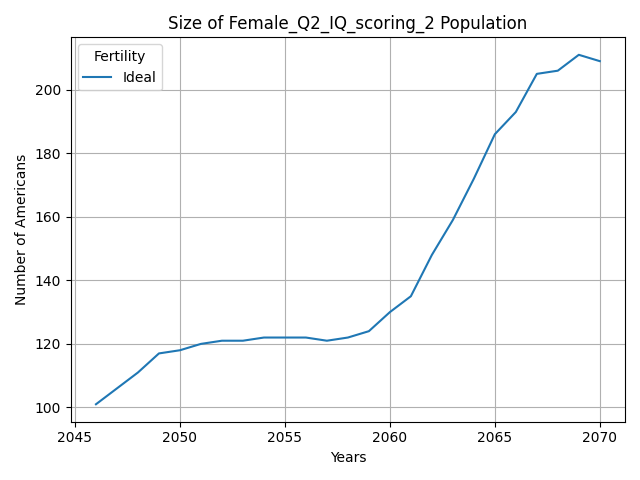 Size of Female_Q2_IQ_scoring_2 Population
Fertility
Ideal
Number of Americans
200
180
160
140
120
100
2045 2050 2055 2060 2065 2070
Years